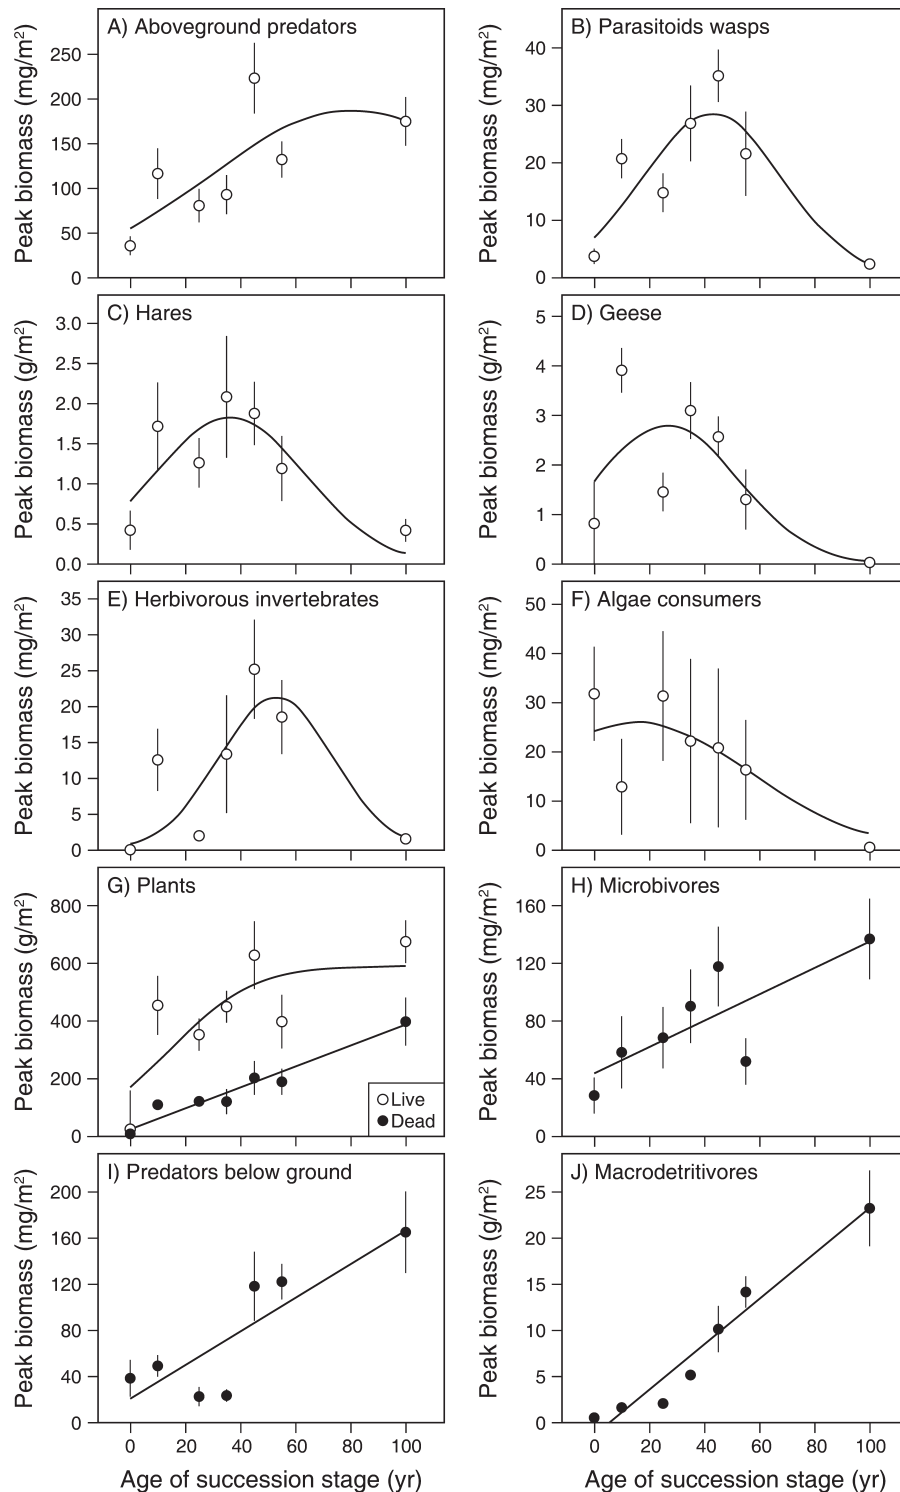 A) Aboveground predators
Peak biomass (mg/m²)
250
200
150
100
50
0
B) Parasitoids wasps
Peak biomass (mg/m²)
40
30
20
10
0
C) Hares
Peak biomass (g/m²)
3.0
2.5
2.0
1.5
1.0
0.5
0.0
D) Geese
Peak biomass (g/m²)
5
4
3
2
1
0
E) Herbivorous invertebrates
Peak biomass (mg/m²)
35
30
25
20
15
10
5
0
F) Algae consumers
Peak biomass (mg/m²)
50
40
30
20
10
0
G) Plants
Peak biomass (g/m²)
800
600
400
200
0
Live
Dead
H) Microbivores
Peak biomass (mg/m²)
160
120
80
40
0
I) Predators below ground
Peak biomass (mg/m²)
200
160
120
80
40
0
0 20 40 60 80 100
Age of succession stage (yr)
J) Macrodetritivores
Peak biomass (g/m²)
25
20
15
10
5
0
0 20 40 60 80 100
Age of succession stage (yr)